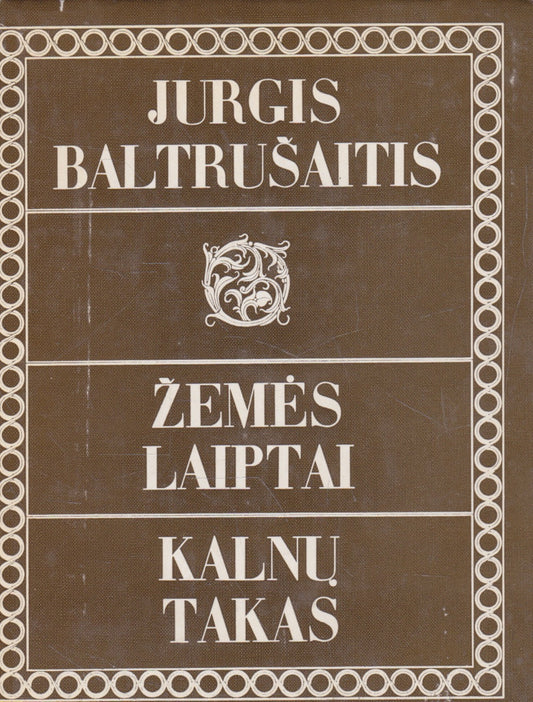 JURGIS
BALTRUŠAITIS
ŽEMĖS
LAIPTAI
KALNŲ
TAKAS